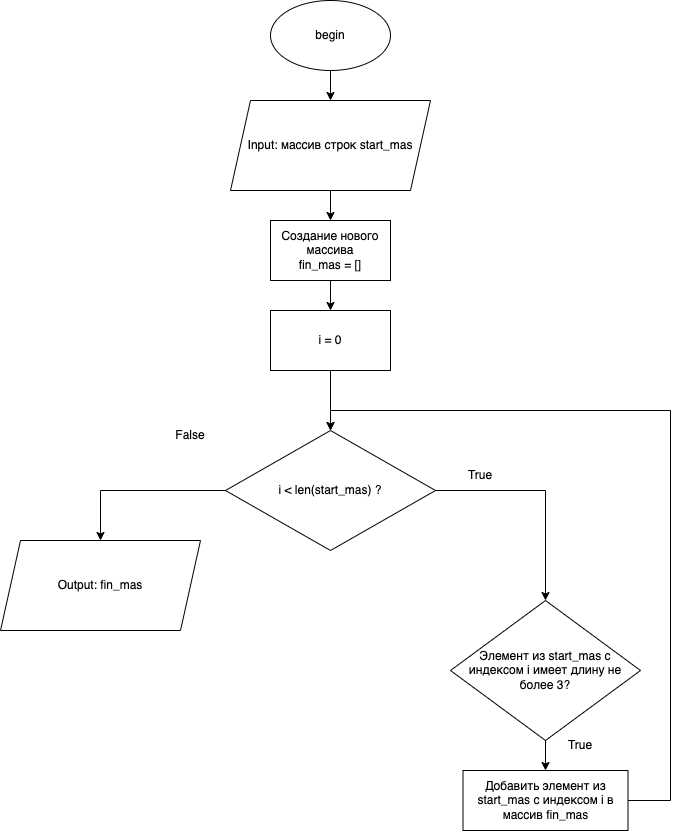 begin
Input: массив строк start_mas
Создание нового
массива
fin_mas = []
i = 0
False
i < len(start_mas) ?
True
Output: fin_mas
Элемент из start_mas с
индексом i имеет длину не
более 3?
True
Добавить элемент из
start_mas с индексом i в
массив fin_mas